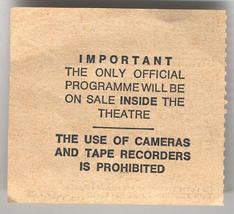 IMPORTANT
THE ONLY OFFICIAL
PROGRAMME WILL BE
ON SALE INSIDE THE
THEATRE
THE USE OF CAMERAS
AND TAPE RECORDERS
IS PROHIBITED